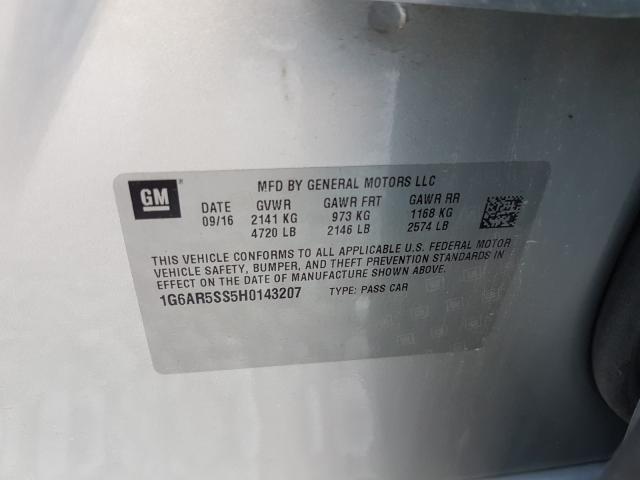 GM
MFD BY GENERAL MOTORS LLC
DATE GVWR GAWR FRT GAWR RR
09/16 2141 KG 973 KG 1168 KG
4720 LB 2146 LB 2574 LB
THIS VEHICLE CONFORMS TO ALL APPLICABLE U.S. FEDERAL MOTOR
VEHICLE SAFETY, BUMPER, AND THEFT PREVENTION STANDARDS IN
EFFECT ON THE DATE OF MANUFACTURE SHOWN ABOVE.
1G6AR5SS5H0143207 TYPE: PASS CAR